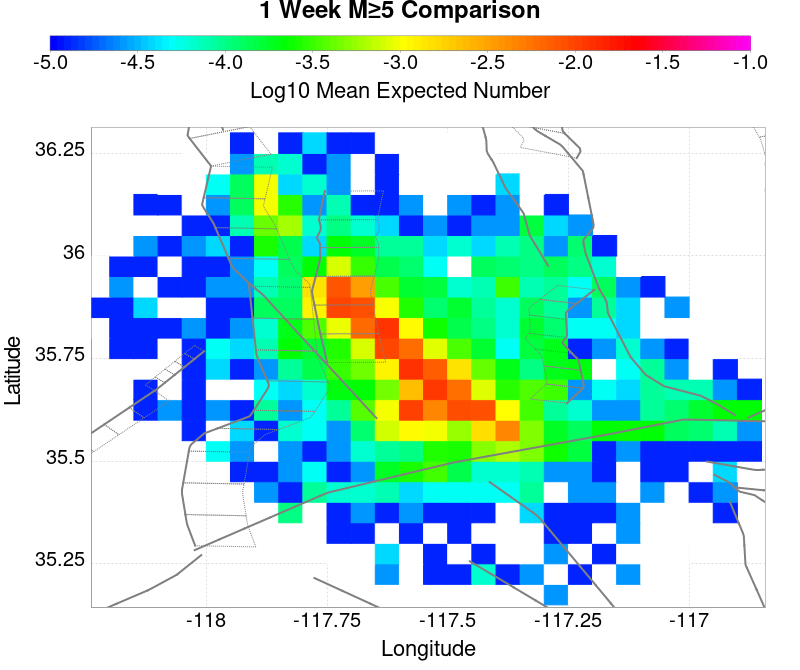 1 Week M≥5 Comparison
-5.0 -4.5 -4.0 -3.5 -3.0 -2.5 -2.0 -1.5 -1.0
Log10 Mean Expected Number
36.25
36
35.75
35.5
35.25
Latitude
-118 -117.75 -117.5 -117.25 -117
Longitude